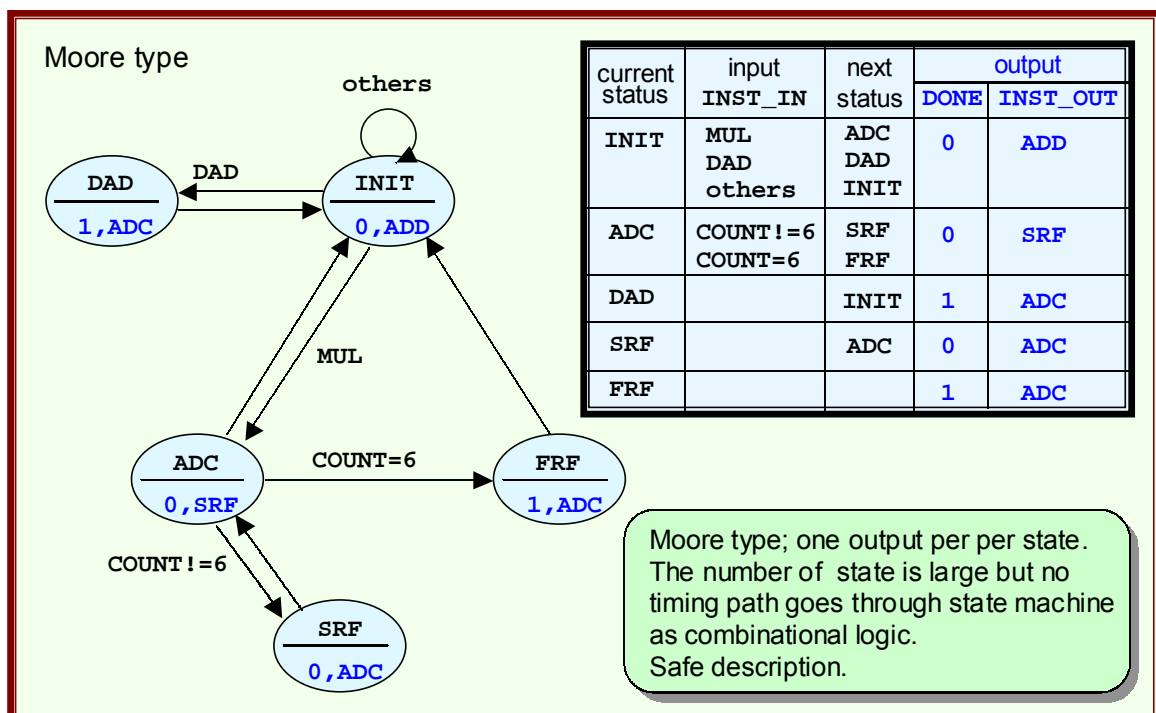 Moore type
others
DAD
DAD
1,ADC
INIT
0,ADD
MUL
ADC
0,SRF
COUNT=6
FRF
1,ADC
COUNT!=6
SRF
0,ADC
current status input INST_IN next status output
DONE INST_OUT
INIT MUL ADC 0 ADD
DAD DAD
others INIT
ADC COUNT!=6 SRF 0 SRF
COUNT=6 FRF
DAD INIT 1 ADC
SRF ADC 0 ADC
FRF 1 ADC
Moore type; one output per per state.
The number of state is large but no
timing path goes through state machine
as combinational logic.
Safe description.